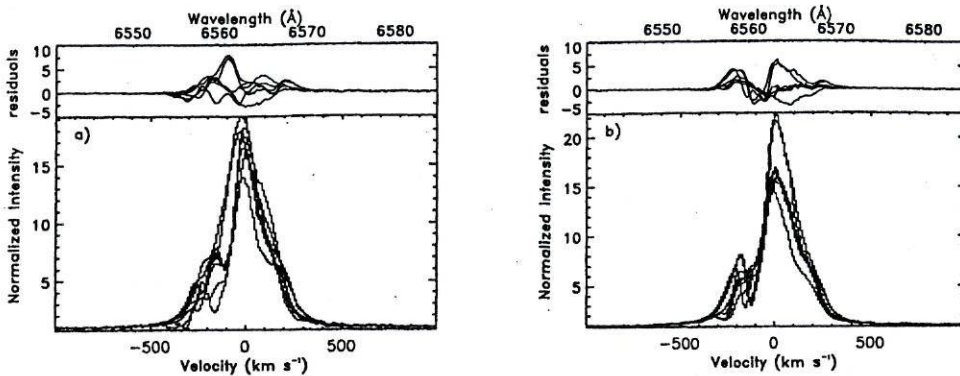 Wavelength (Å)
6550 6560 6570 6580
residuals
10
5
0
−5
a)
Normalized Intensity
15
10
5
−500 0 500
Velocity (km s⁻¹)
Wavelength (Å)
6550 6560 6570 6580
residuals
10
5
0
−5
b)
Normalized Intensity
20
15
10
5
−500 0 500
Velocity (km s⁻¹)